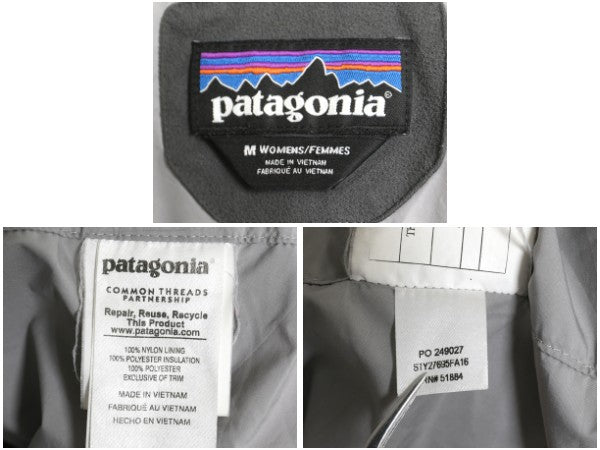 patagonia®
M WOMENS/FEMMES
MADE IN VIETNAM
FABRIQUÉ AU VIETNAM
patagonia®
COMMON THREADS
PARTNERSHIP
Repair, Reuse, Recycle
This Product
www.patagonia.com
100% NYLON LINING
100% POLYESTER INSULATION
100% POLYESTER
EXCLUSIVE OF TRIM
MADE IN VIETNAM
FABRIQUÉ AU VIETNAM
HECHO EN VIETNAM
TH
PO 249027
STY27695FA16
RN# 51884